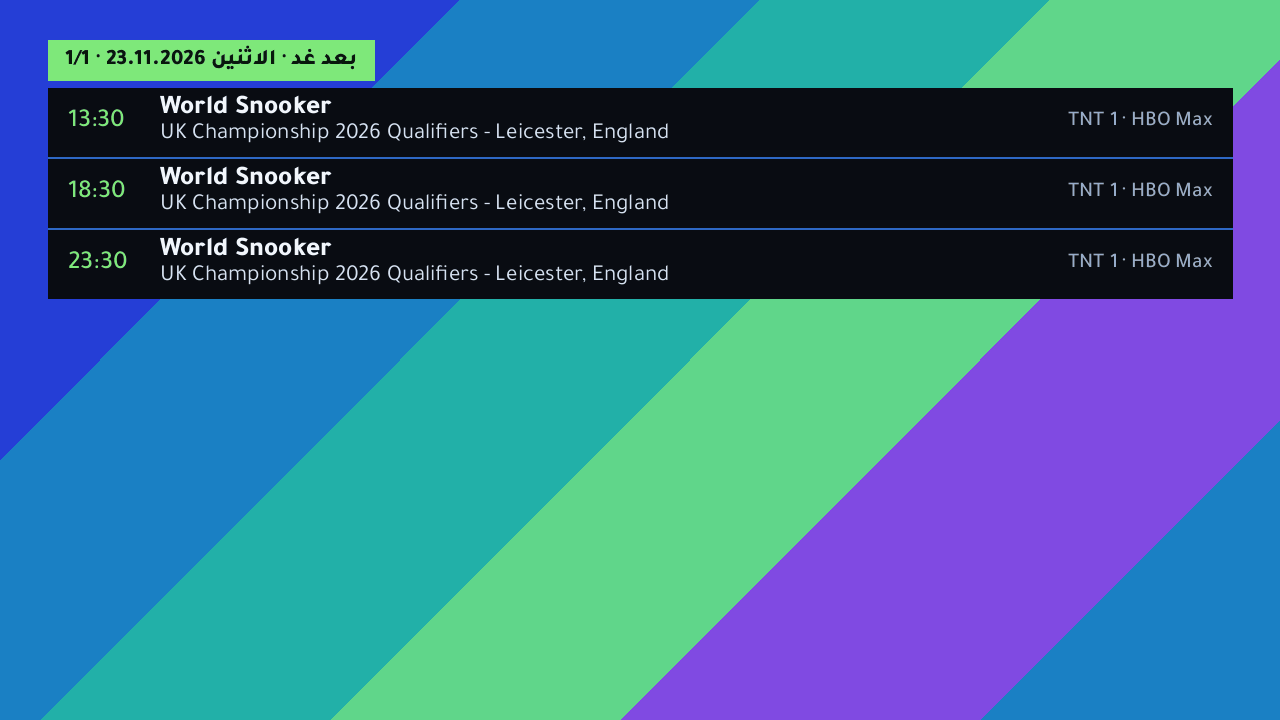 بعد غد · الاثنين 23.11.2026 · 1/1
13:30 World Snooker TNT 1 · HBO Max
UK Championship 2026 Qualifiers - Leicester, England
18:30 World Snooker TNT 1 · HBO Max
UK Championship 2026 Qualifiers - Leicester, England
23:30 World Snooker TNT 1 · HBO Max
UK Championship 2026 Qualifiers - Leicester, England